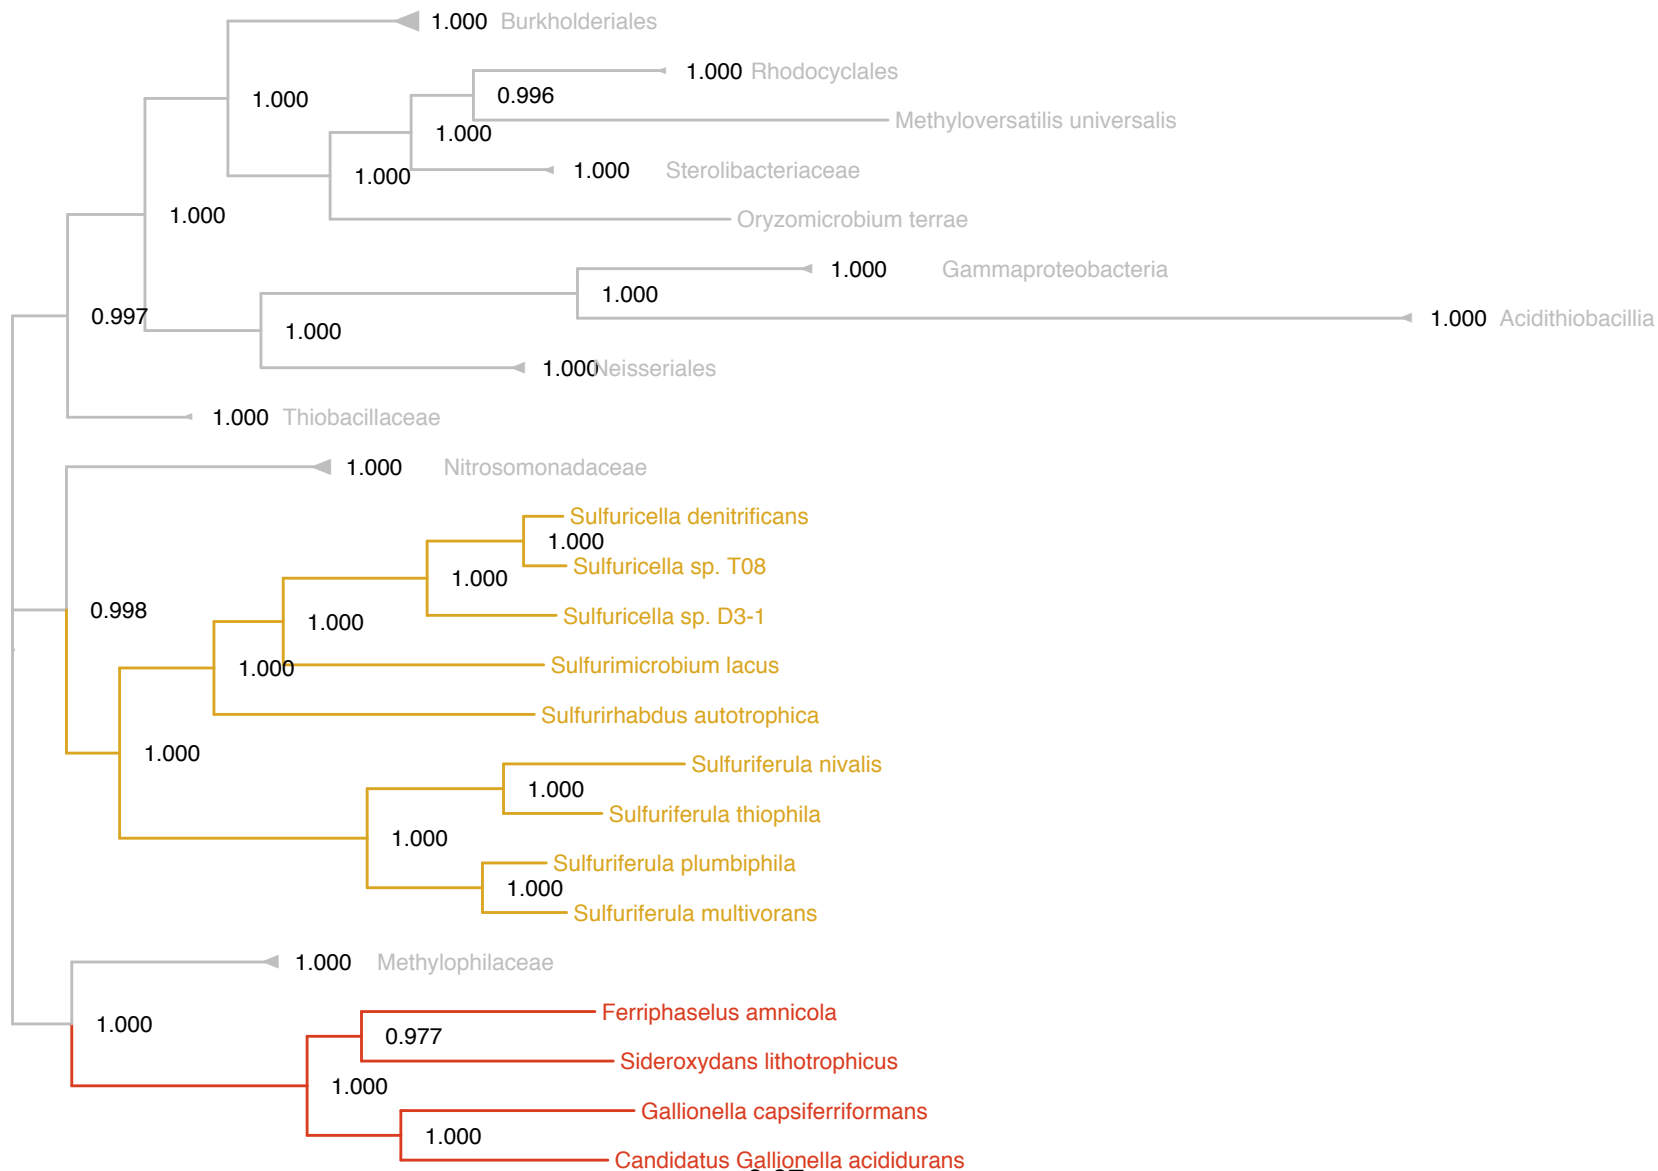 1.000 Burkholderiales
1.000 Rhodocyclales
0.996
1.000
Methyloversatilis universalis
1.000
1.000 Sterolibacteriaceae
1.000
1.000
Oryzomicrobium terrae
1.000 Gammaproteobacteria
1.000
0.997
1.000 Acidithiobacillia
1.000
1.000 Neisseriales
1.000 Thiobacillaceae
1.000 Nitrosomonadaceae
Sulfuricella denitrificans
1.000
Sulfuricella sp. T08
1.000
0.998
Sulfuricella sp. D3-1
1.000
Sulfurimicrobium lacus
1.000
Sulfurirhabdus autotrophica
1.000
Sulfuriferula nivalis
1.000
Sulfuriferula thiophila
1.000
Sulfuriferula plumbiphila
1.000
Sulfuriferula multivorans
1.000 Methylophilaceae
Ferriphaselus amnicola
1.000
0.977
Sideroxydans lithotrophicus
1.000
Gallionella capsiferriformans
1.000
Candidatus Gallionella acididurans